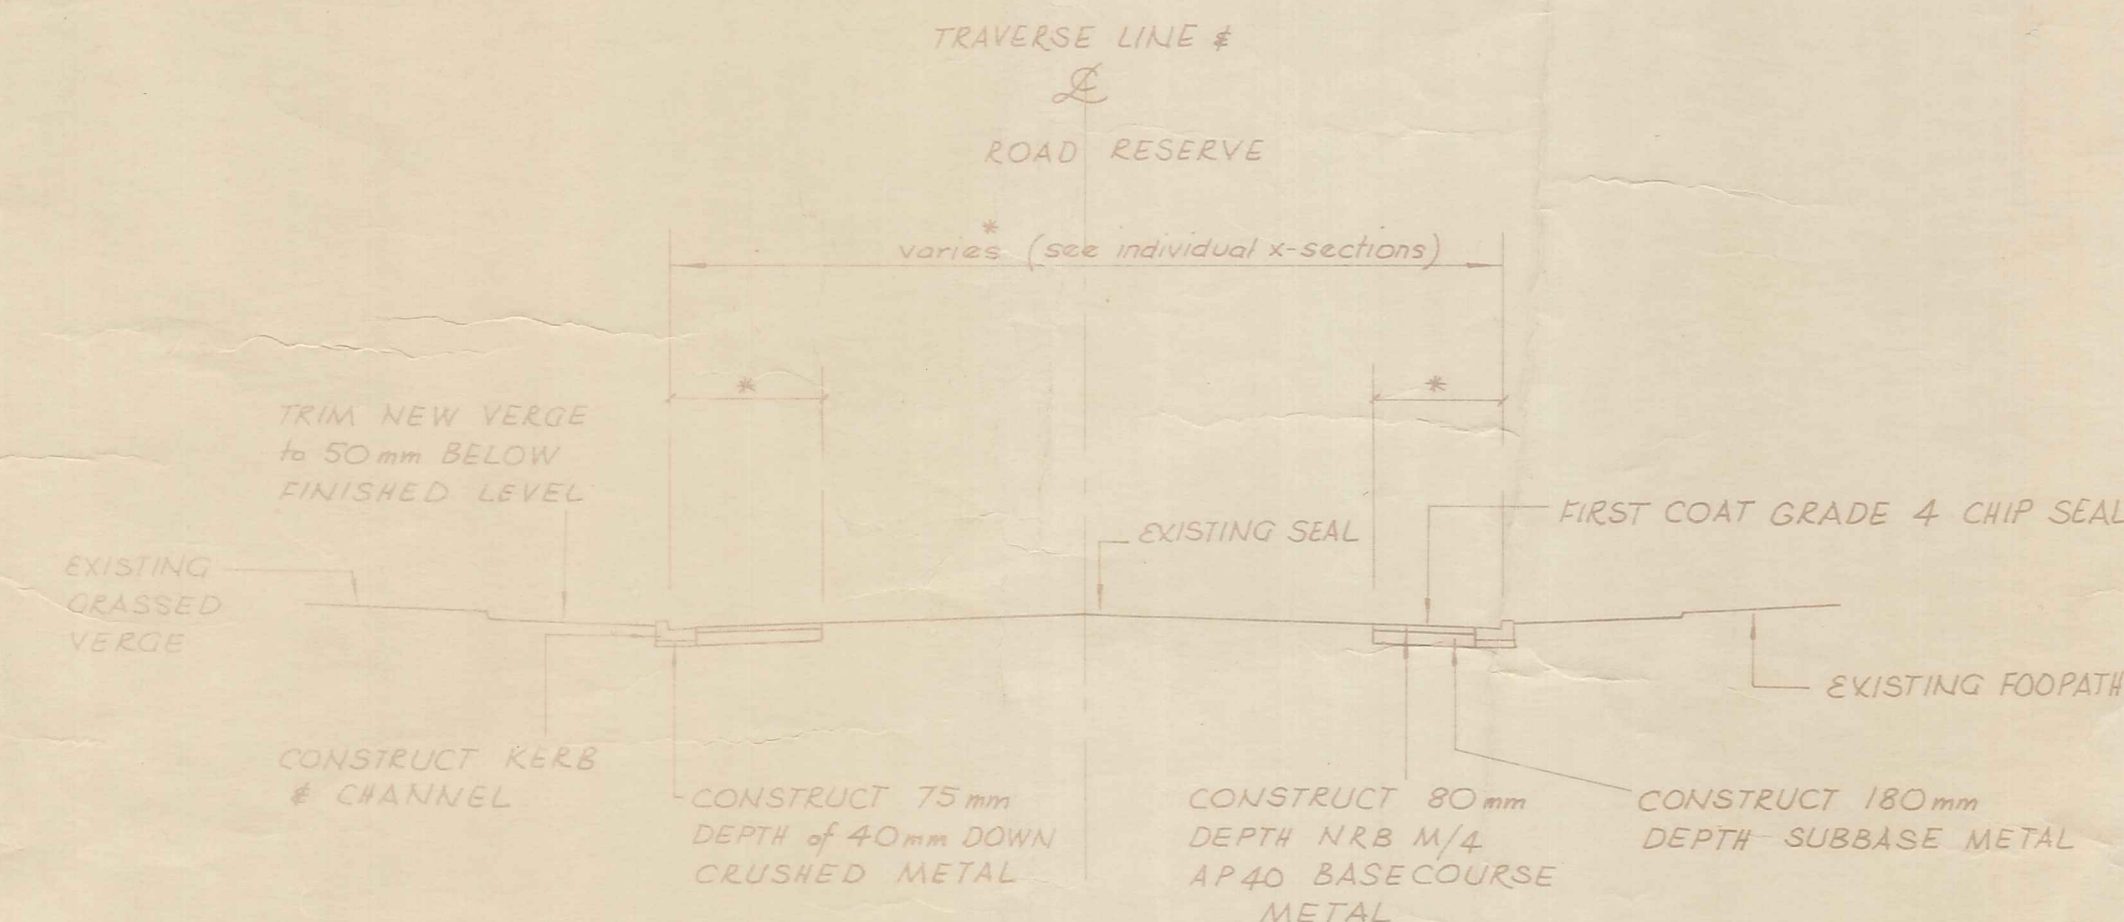 TRAVERSE LINE &
℄
ROAD RESERVE
*
varies (see individual x-sections)
*
*
TRIM NEW VERGE
to 50mm BELOW
FINISHED LEVEL
EXISTING SEAL
FIRST COAT GRADE 4 CHIP SEAL
EXISTING
GRASSED
VERGE
EXISTING FOOPATH
CONSTRUCT KERB
& CHANNEL
CONSTRUCT 75mm
DEPTH of 40mm DOWN
CRUSHED METAL
CONSTRUCT 80mm
DEPTH NRB M/4
AP40 BASECOURSE
METAL
CONSTRUCT 180mm
DEPTH SUBBASE METAL